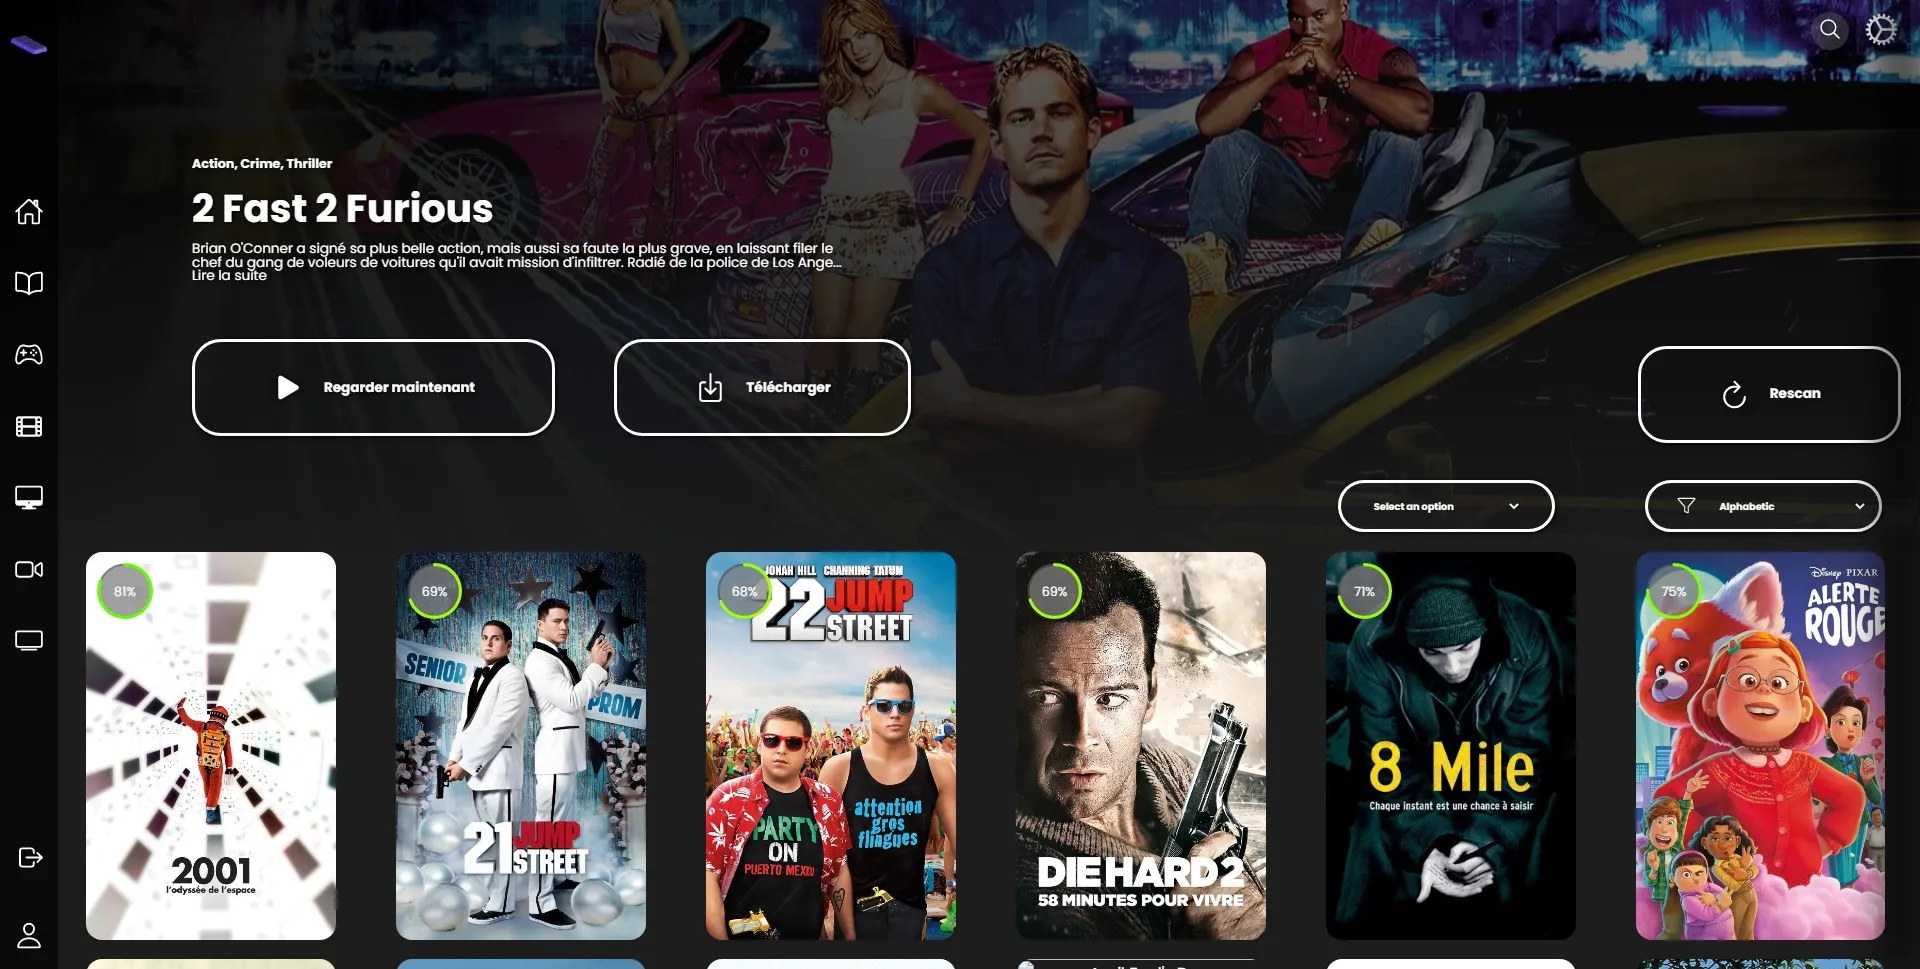 Action, Crime, Thriller
2 Fast 2 Furious
Brian O'Conner a signé sa plus belle action, mais aussi sa faute la plus grave, en laissant filer le
chef du gang de voleurs de voitures qu'il avait mission d'infiltrer. Radié de la police de Los Ange...
Lire la suite
Regarder maintenant
Télécharger
Rescan
Select an option
Alphabetic
81%
2001
l'odyssée de l'espace
69%
SENIOR
PROM
21 JUMP
STREET
68%
JONAH HILL CHANNING TATUM
22 JUMP
STREET
PARTY
ON
PUERTO MEXICO
attention
gros
flingues
69%
DIE HARD 2
58 MINUTES POUR VIVRE
71%
8 Mile
Chaque instant est une chance à saisir
75%
Disney PIXAR
ALERTE
ROUGE